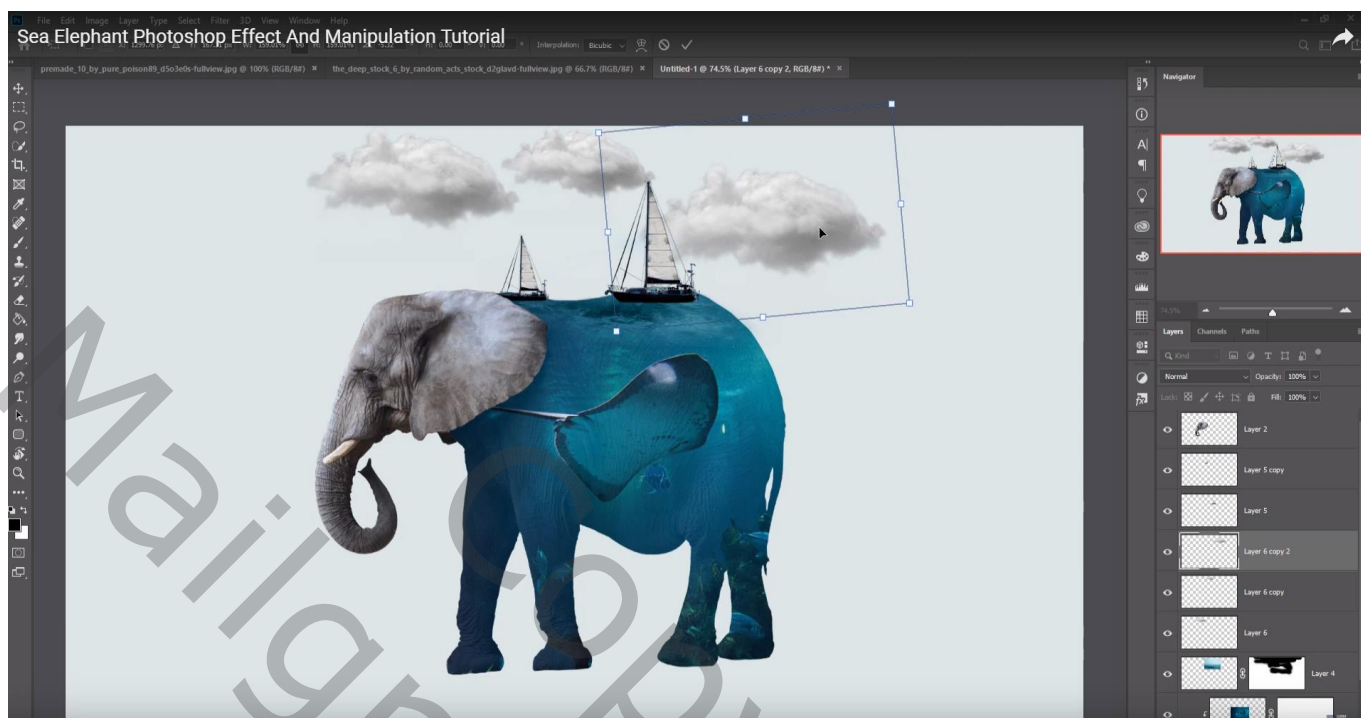 Ps File Edit Image Layer Type Select Filter 3D View Window Help
Sea Elephant Photoshop Effect And Manipulation Tutorial
Interpolation: Bicubic
premade_10_by_pure_poison89_d5o3e0s-fullview.jpg @ 100% (RGB/8#) ×
the_deep_stock_6_by_random_acts_stock_d2glavd-fullview.jpg @ 66.7% (RGB/8#) ×
Untitled-1 @ 74.5% (Layer 6 copy 2, RGB/8#) * ×
Navigator
74.5%
Layers Channels Paths
Kind
Normal Opacity: 100%
Lock: Fill: 100%
Layer 2
Layer 5 copy
Layer 5
Layer 6 copy 2
Layer 6 copy
Layer 6
Layer 4